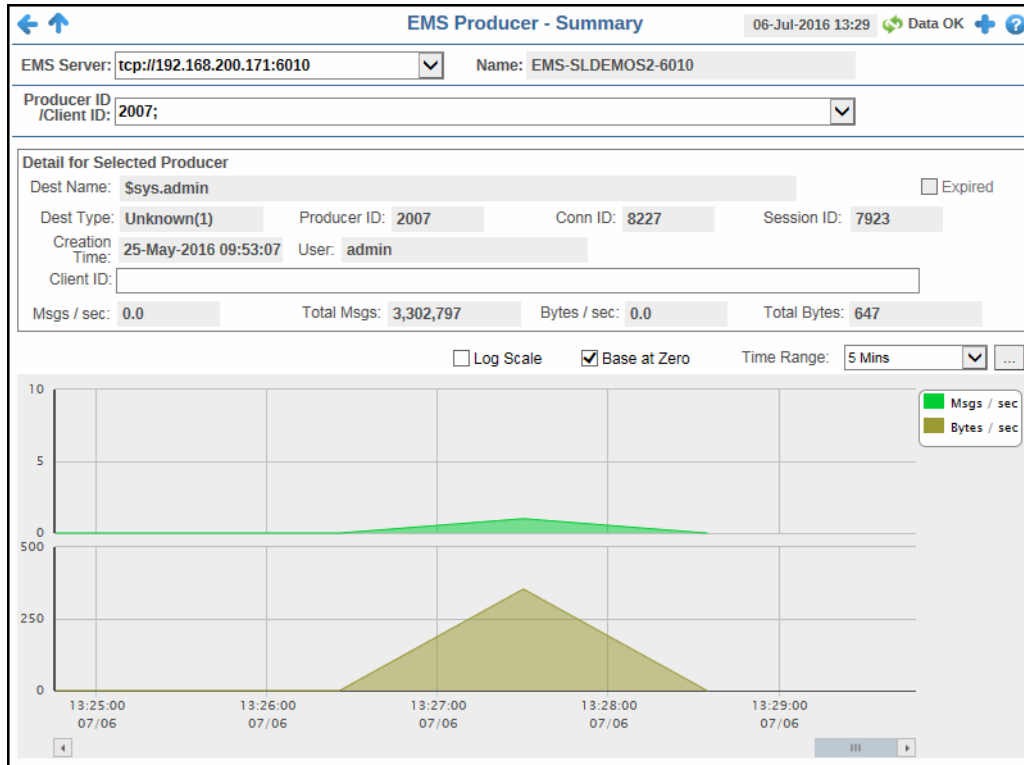 EMS Producer - Summary 06-Jul-2016 13:29 Data OK
EMS Server: tcp://192.168.200.171:6010 Name: EMS-SLDEMOS2-6010
Producer ID
/Client ID: 2007;
Detail for Selected Producer
Dest Name: $sys.admin Expired
Dest Type: Unknown(1) Producer ID: 2007 Conn ID: 8227 Session ID: 7923
Creation
Time: 25-May-2016 09:53:07 User: admin
Client ID:
Msgs / sec: 0.0 Total Msgs: 3,302,797 Bytes / sec: 0.0 Total Bytes: 647
Log Scale Base at Zero Time Range: 5 Mins ...
10
Msgs / sec
Bytes / sec
5
0
500
250
0
13:25:00 13:26:00 13:27:00 13:28:00 13:29:00
07/06 07/06 07/06 07/06 07/06